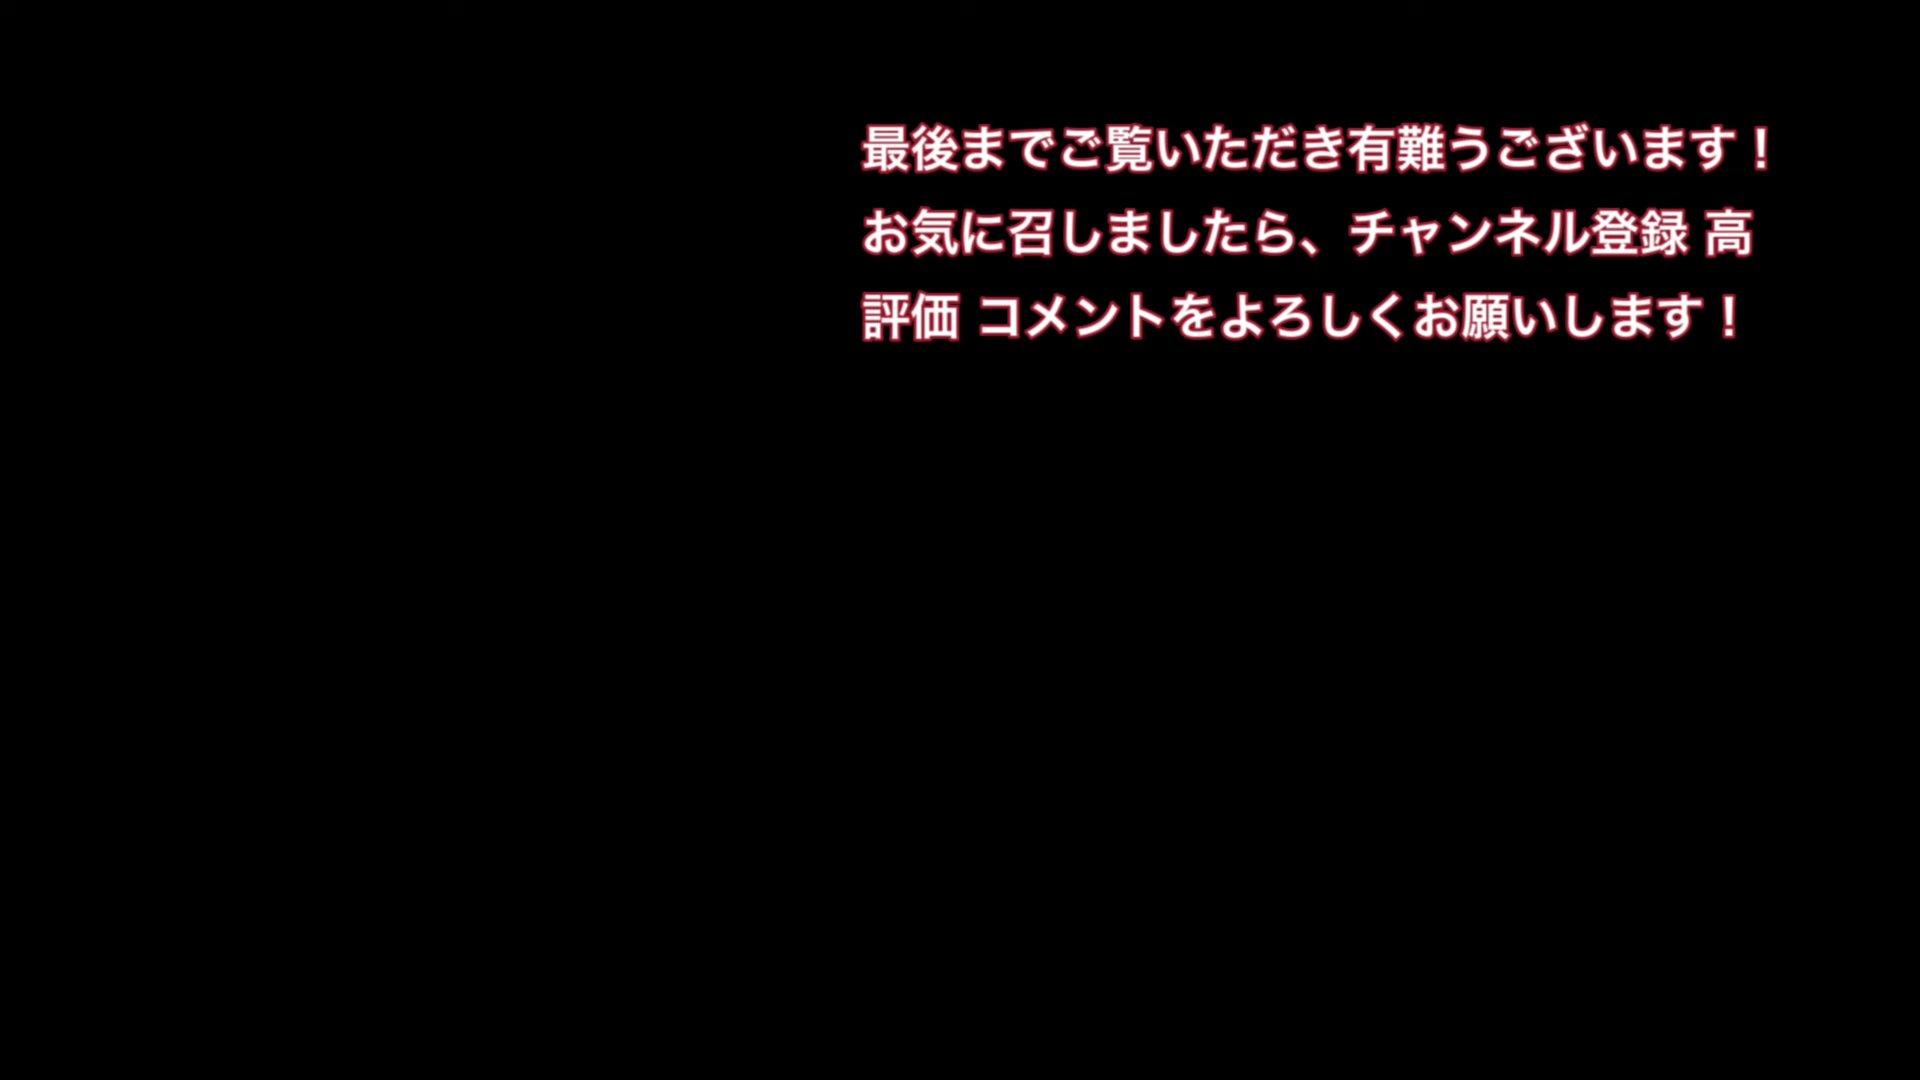 最後までご覧いただき有難うございます！
お気に召しましたら、チャンネル登録 高
評価 コメントをよろしくお願いします！